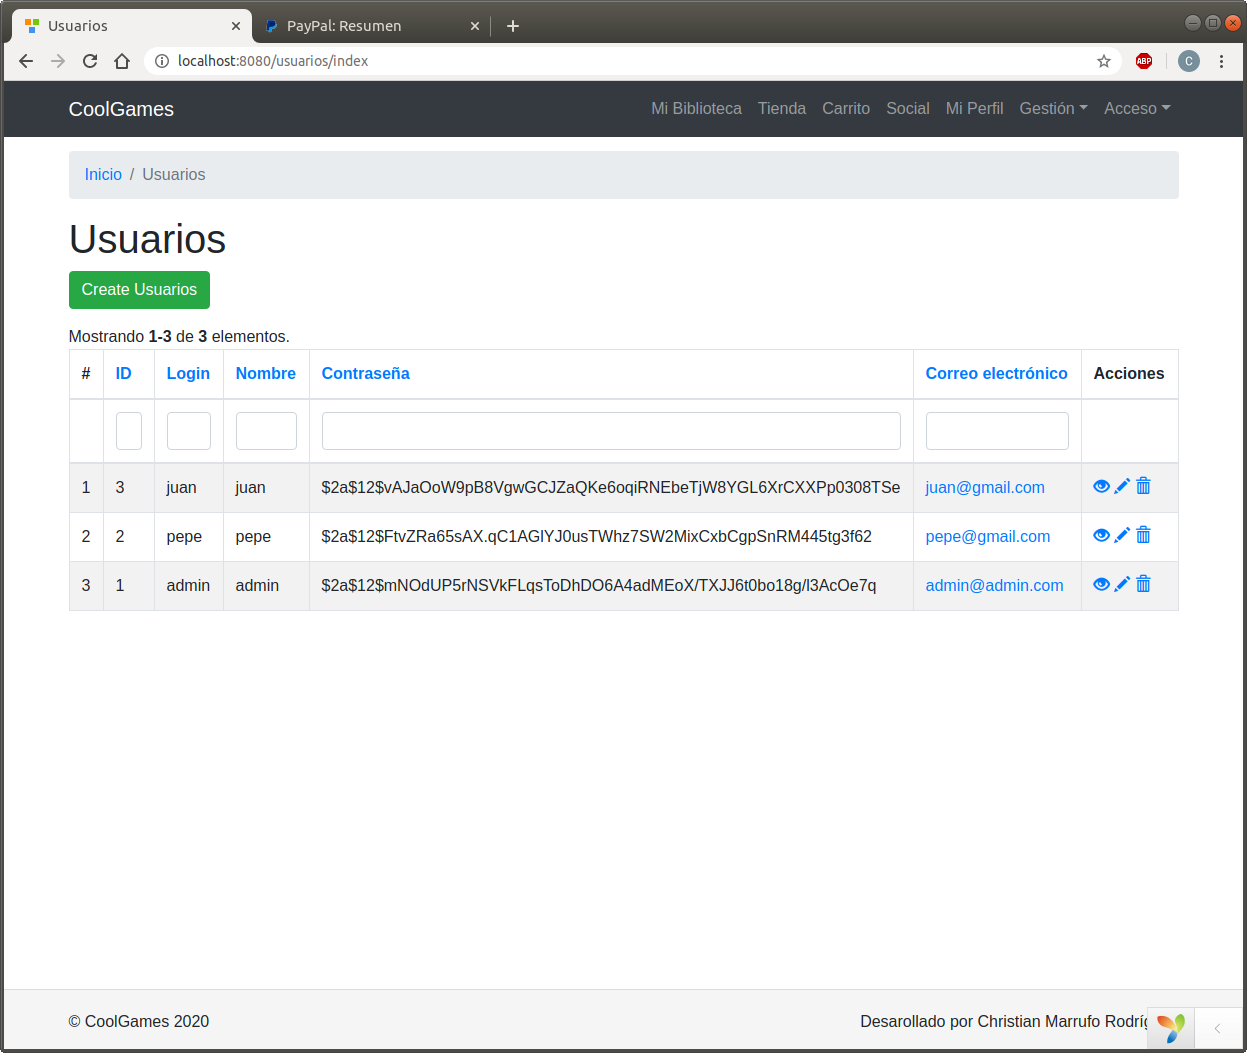 Usuarios
PayPal: Resumen
localhost:8080/usuarios/index
ABP
C
CoolGames
Mi Biblioteca Tienda Carrito Social Mi Perfil Gestión Acceso
Inicio / Usuarios
Usuarios
Create Usuarios
Mostrando 1-3 de 3 elementos.
# ID Login Nombre Contraseña Correo electrónico Acciones
1 3 juan juan $2a$12$vAJaOoW9pB8VgwGCJZaQKe6oqiRNEbeTjW8YGL6XrCXXPp0308TSe juan@gmail.com
2 2 pepe pepe $2a$12$FtvZRa65sAX.qC1AGlYJ0usTWhz7SW2MixCxbCgpSnRM445tg3f62 pepe@gmail.com
3 1 admin admin $2a$12$mNOdUP5rNSVkFLqsToDhDO6A4adMEoX/TXJJ6t0bo18g/l3AcOe7q admin@admin.com
© CoolGames 2020
Desarollado por Christian Marrufo Rodríg